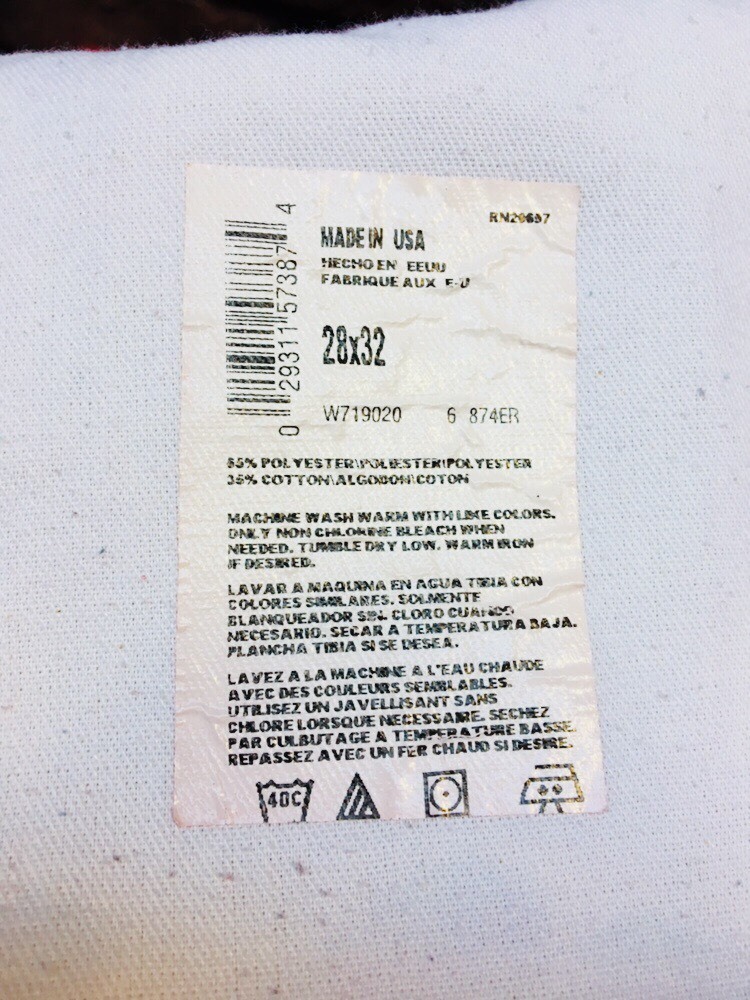 RN20697
MADE IN USA
HECHO EN EEUU
FABRIQUE AUX E-U
28x32
W719020 6 874ER
0 29311 57387 4
65% POLYESTER\POLIESTER\POLYESTER
35% COTTON\ALGODON\COTON
MACHINE WASH WARM WITH LIKE COLORS.
ONLY NON CHLORINE BLEACH WHEN
NEEDED. TUMBLE DRY LOW. WARM IRON
IF DESIRED.
LAVAR A MAQUINA EN AGUA TIBIA CON
COLORES SIMILARES. SOLMENTE
BLANQUEADOR SIN CLORO CUANDO
NECESARIO. SECAR A TEMPERATURA BAJA.
PLANCHA TIBIA SI SE DESEA.
LAVEZ A LA MACHINE A L'EAU CHAUDE
AVEC DES COULEURS SEMBLABLES.
UTILISEZ UN JAVELLISANT SANS
CHLORE LORSQUE NECESSAIRE. SECHEZ
PAR CULBUTAGE A TEMPERATURE BASSE.
REPASSEZ AVEC UN FER CHAUD SI DESIRE.
40C